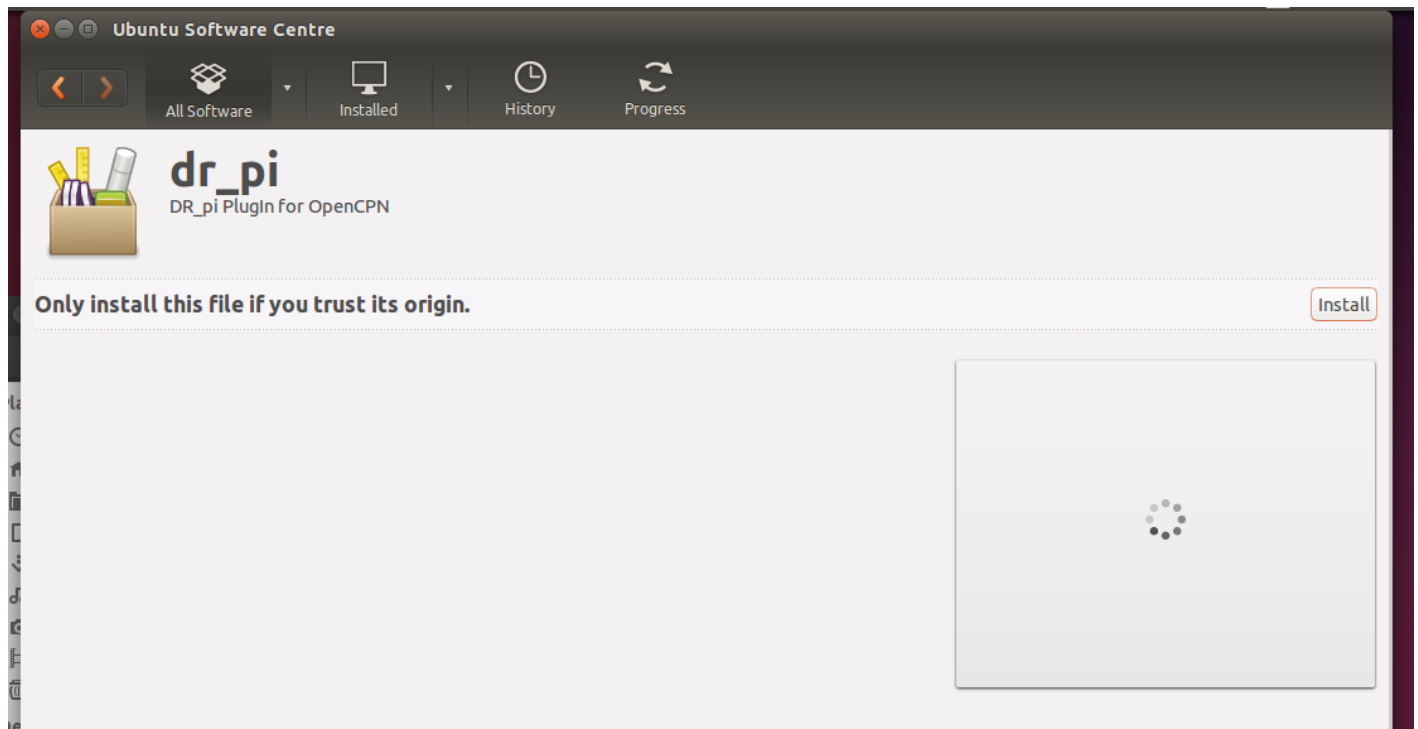 Ubuntu Software Centre
All Software
Installed
History
Progress
dr_pi
DR_pi PlugIn for OpenCPN
Only install this file if you trust its origin.
Install